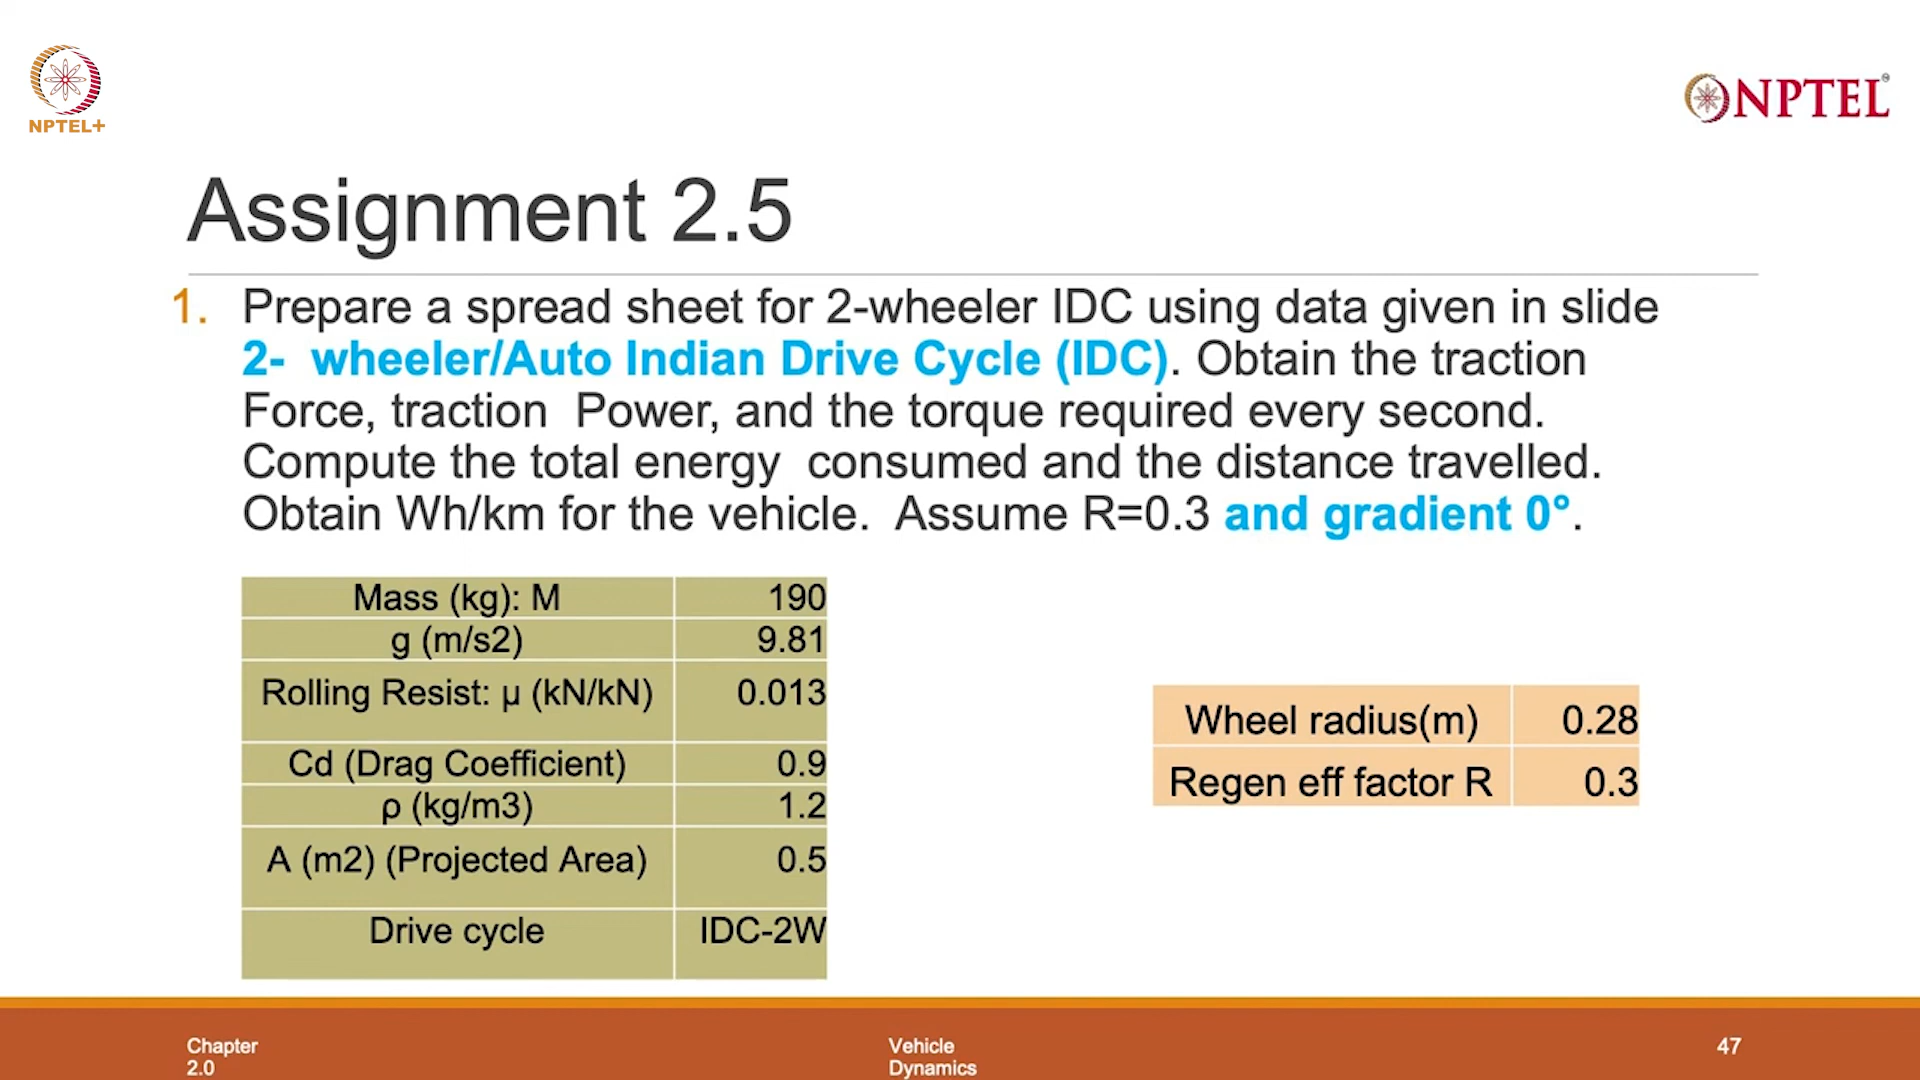 NPTEL+
NPTEL
Assignment 2.5
1. Prepare a spread sheet for 2-wheeler IDC using data given in slide
2- wheeler/Auto Indian Drive Cycle (IDC). Obtain the traction
Force, traction Power, and the torque required every second.
Compute the total energy consumed and the distance travelled.
Obtain Wh/km for the vehicle. Assume R=0.3 and gradient 0°.
Mass (kg): M 190
g (m/s2) 9.81
Rolling Resist: μ (kN/kN) 0.013
Cd (Drag Coefficient) 0.9
ρ (kg/m3) 1.2
A (m2) (Projected Area) 0.5
Drive cycle IDC-2W
Wheel radius(m) 0.28
Regen eff factor R 0.3
Chapter
2.0
Vehicle
Dynamics
47